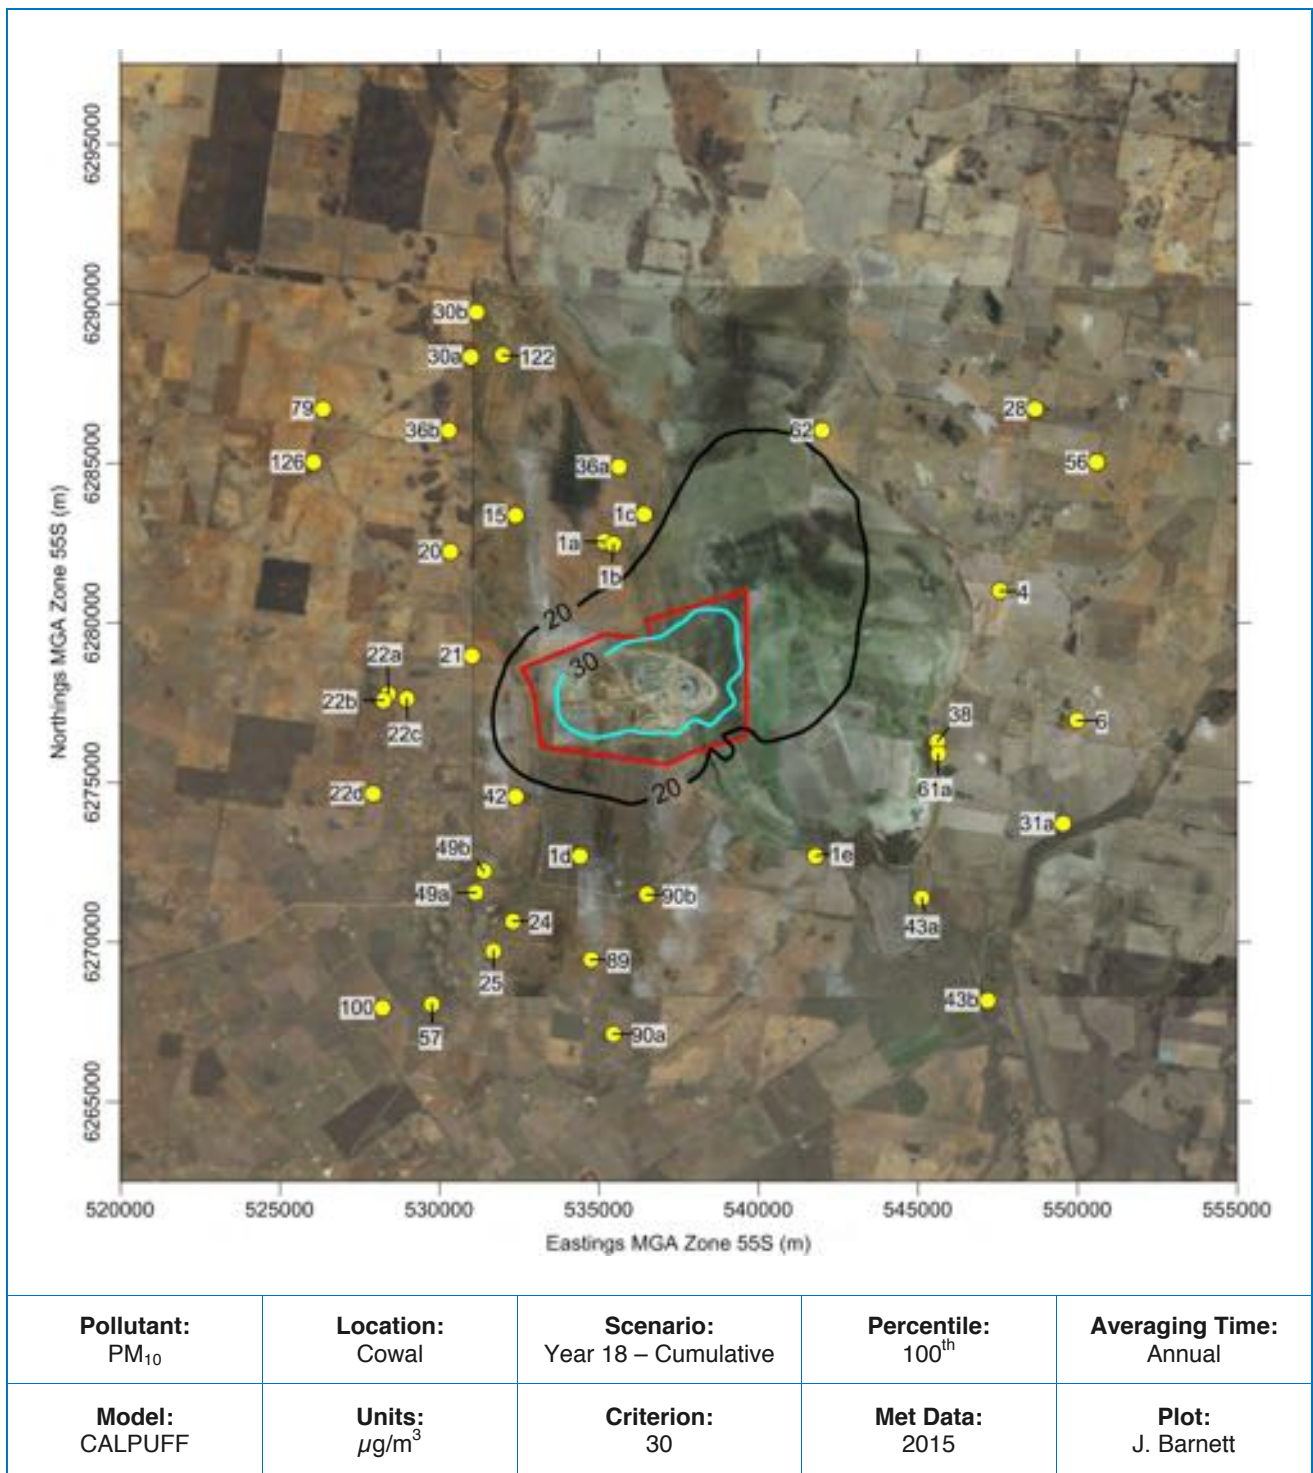 6295000
6290000
6285000
6280000
6275000
6270000
6265000
Northings MGA Zone 55S (m)
30b
30a
122
79
36b
126
62
28
56
36a
15
1c
1a
20
1b
4
20
22a
21
30
22b
22c
38
6
22d
42
20
61a
31a
49b
1d
1e
49a
90b
24
43a
25
89
100
43b
57
90a
520000 525000 530000 535000 540000 545000 550000 555000
Eastings MGA Zone 55S (m)
Pollutant: Location: Scenario: Percentile: Averaging Time:
PM₁₀ Cowal Year 18 – Cumulative 100ᵗʰ Annual
Model: Units: Criterion: Met Data: Plot:
CALPUFF µg/m³ 30 2015 J. Barnett